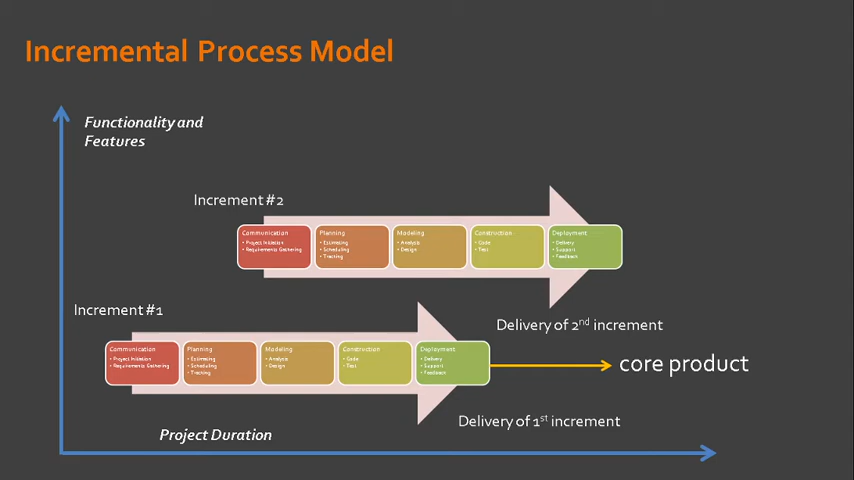 Incremental Process Model
Functionality and
Features
Increment #2
Communication
• Project Initiation
• Requirements Gathering
Planning
• Estimating
• Scheduling
• Tracking
Modeling
• Analysis
• Design
Construction
• Code
• Test
Deployment
• Delivery
• Support
• Feedback
Delivery of 2nd increment
Increment #1
Communication
• Project Initiation
• Requirements Gathering
Planning
• Estimating
• Scheduling
• Tracking
Modeling
• Analysis
• Design
Construction
• Code
• Test
Deployment
• Delivery
• Support
• Feedback
core product
Delivery of 1st increment
Project Duration